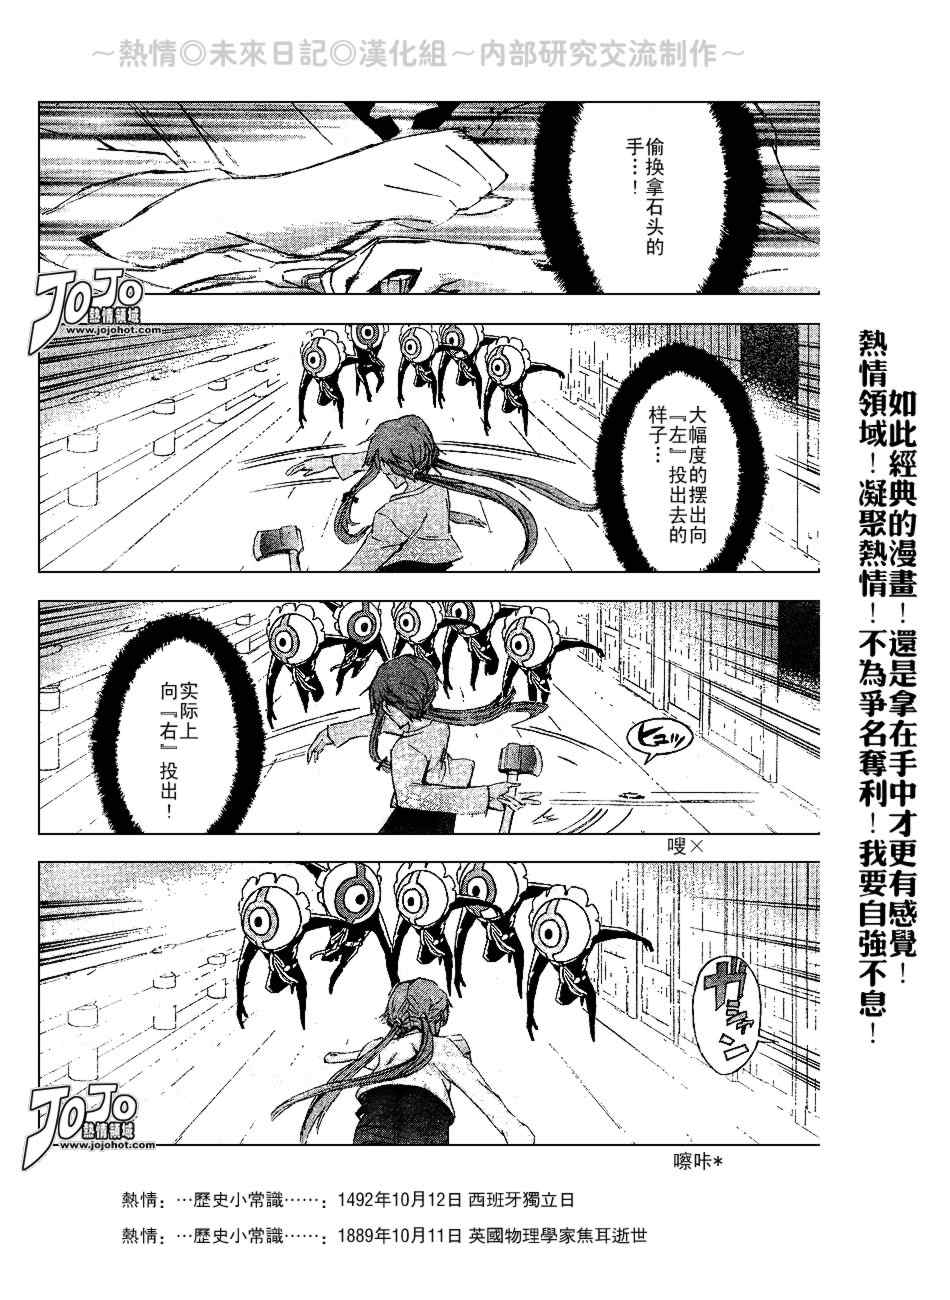 ～熱情◎未來日記◎漢化組～内部研究交流制作～
偷换拿石头的
手…！
JOJO
熱情領域
www.jojohot.com
大幅度的摆出向
『左』投出去的
样子…
实际上
向『右』投出！
ヒュッ
嗖×
ガシャァン
嚓咔*
JOJO
熱情領域
www.jojohot.com
如此經典的漫畫！還是拿在手中才更有感覺！
熱情領域！凝聚熱情！不為爭名奪利！我要自強不息！
熱情：…歷史小常識……：1492年10月12日 西班牙獨立日
熱情：…歷史小常識……：1889年10月11日 英國物理學家焦耳逝世